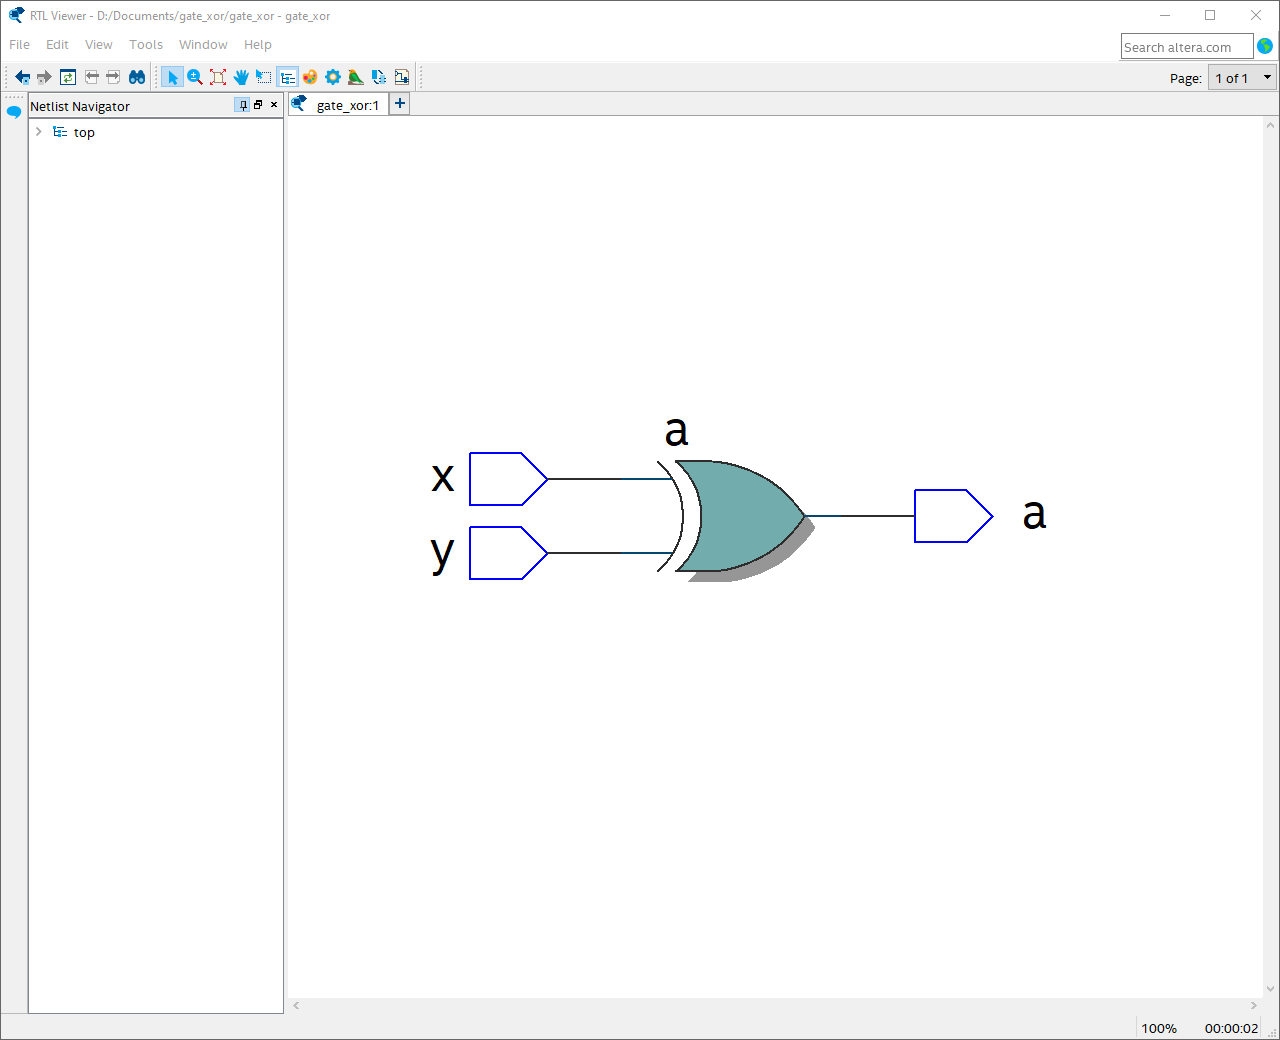 RTL Viewer - D:/Documents/gate_xor/gate_xor - gate_xor
File Edit View Tools Window Help
Search altera.com
Page: 1 of 1
Netlist Navigator
gate_xor:1
top
a
x
y
a
100% 00:00:02